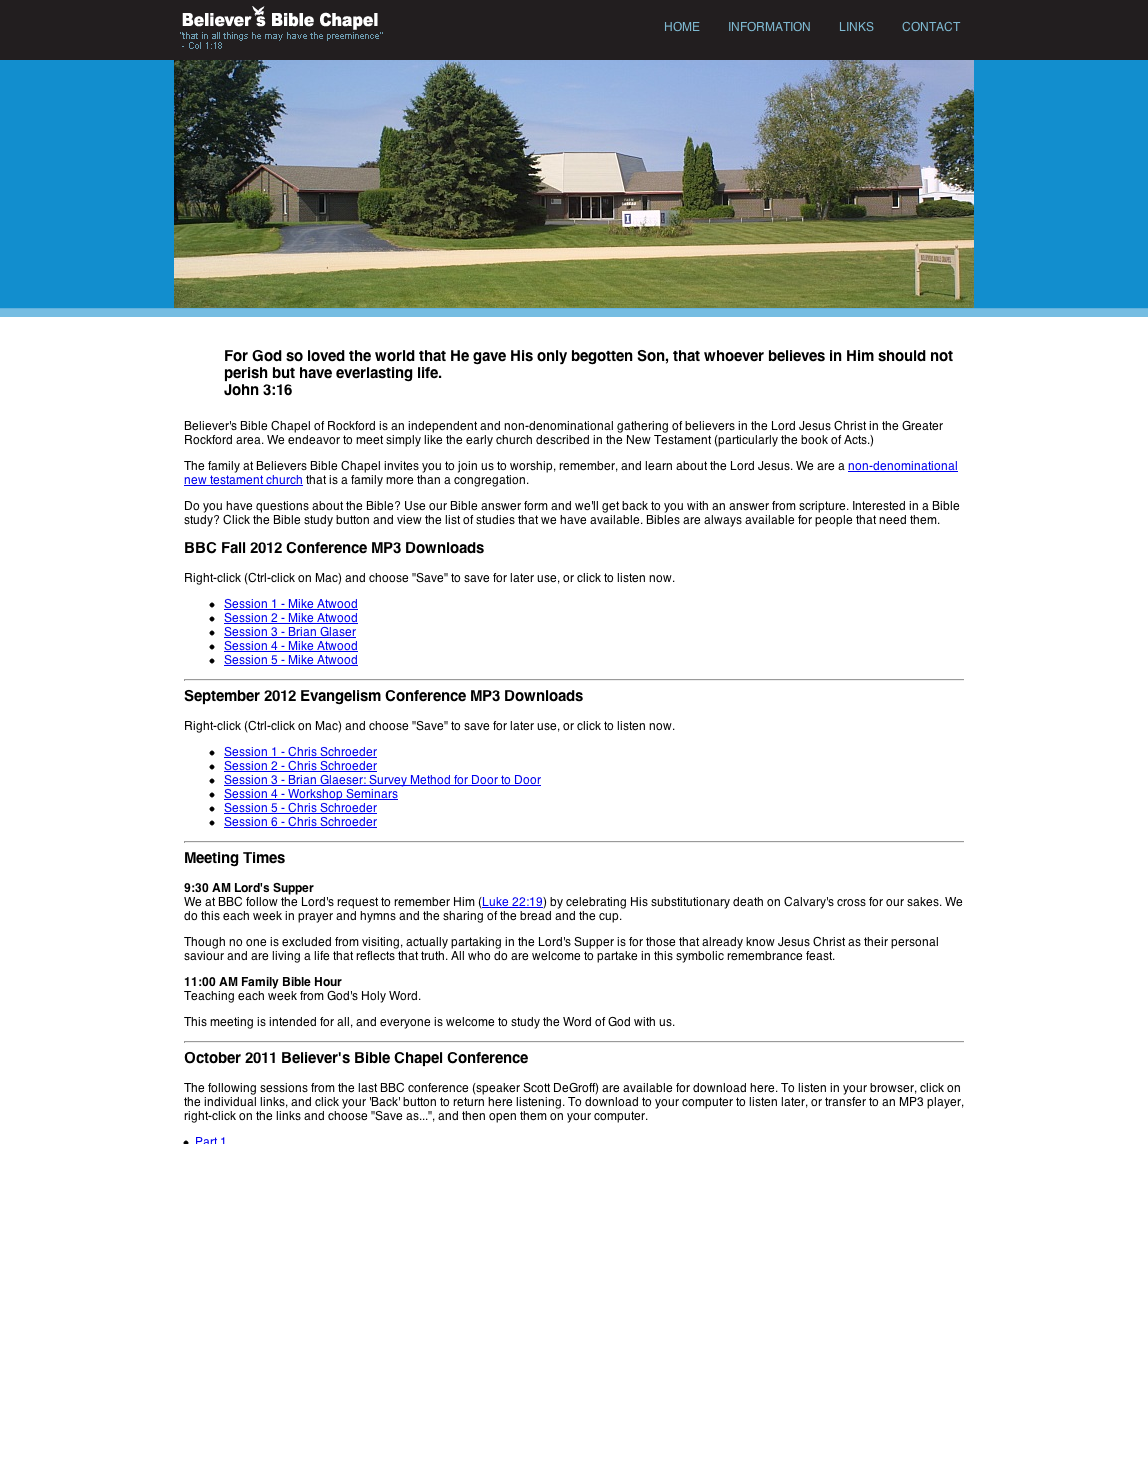 Believer's Bible Chapel
"that in all things he may have the preeminence"
- Col 1:18
HOME INFORMATION LINKS CONTACT
For God so loved the world that He gave His only begotten Son, that whoever believes in Him should not
perish but have everlasting life.
John 3:16
Believer's Bible Chapel of Rockford is an independent and non-denominational gathering of believers in the Lord Jesus Christ in the Greater
Rockford area. We endeavor to meet simply like the early church described in the New Testament (particularly the book of Acts.)
The family at Believers Bible Chapel invites you to join us to worship, remember, and learn about the Lord Jesus. We are a non-denominational
new testament church that is a family more than a congregation.
Do you have questions about the Bible? Use our Bible answer form and we'll get back to you with an answer from scripture. Interested in a Bible
study? Click the Bible study button and view the list of studies that we have available. Bibles are always available for people that need them.
BBC Fall 2012 Conference MP3 Downloads
Right-click (Ctrl-click on Mac) and choose "Save" to save for later use, or click to listen now.
Session 1 - Mike Atwood
Session 2 - Mike Atwood
Session 3 - Brian Glaser
Session 4 - Mike Atwood
Session 5 - Mike Atwood
September 2012 Evangelism Conference MP3 Downloads
Right-click (Ctrl-click on Mac) and choose "Save" to save for later use, or click to listen now.
Session 1 - Chris Schroeder
Session 2 - Chris Schroeder
Session 3 - Brian Glaeser: Survey Method for Door to Door
Session 4 - Workshop Seminars
Session 5 - Chris Schroeder
Session 6 - Chris Schroeder
Meeting Times
9:30 AM Lord's Supper
We at BBC follow the Lord's request to remember Him (Luke 22:19) by celebrating His substitutionary death on Calvary's cross for our sakes. We
do this each week in prayer and hymns and the sharing of the bread and the cup.
Though no one is excluded from visiting, actually partaking in the Lord's Supper is for those that already know Jesus Christ as their personal
saviour and are living a life that reflects that truth. All who do are welcome to partake in this symbolic remembrance feast.
11:00 AM Family Bible Hour
Teaching each week from God's Holy Word.
This meeting is intended for all, and everyone is welcome to study the Word of God with us.
October 2011 Believer's Bible Chapel Conference
The following sessions from the last BBC conference (speaker Scott DeGroff) are available for download here. To listen in your browser, click on
the individual links, and click your 'Back' button to return here listening. To download to your computer to listen later, or transfer to an MP3 player,
right-click on the links and choose "Save as...", and then open them on your computer.
Part 1